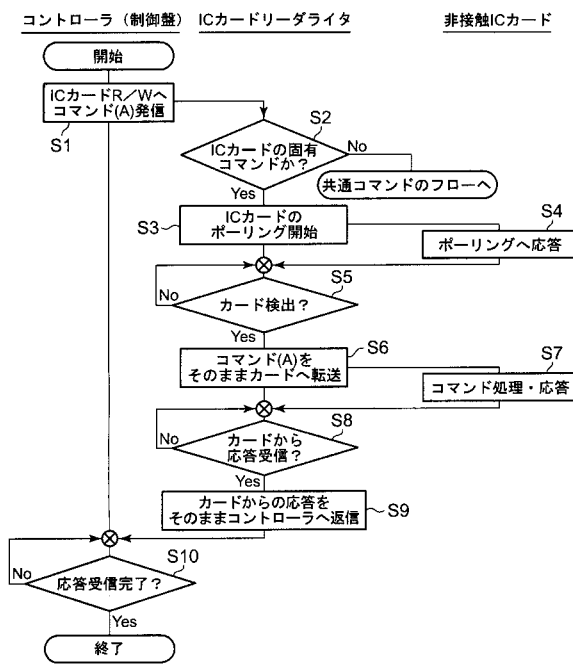 コントローラ（制御盤）
ICカードリーダライタ
非接触ICカード
開始
ICカードR／Wへ
コマンド(A)発信
S1
S2
ICカードの固有
コマンドか？
No
Yes
共通コマンドのフローへ
S3
ICカードの
ポーリング開始
S4
ポーリングへ応答
S5
カード検出？
No
Yes
S6
コマンド(A)を
そのままカードへ転送
S7
コマンド処理・応答
S8
カードから
応答受信？
No
Yes
カードからの応答を
そのままコントローラへ返信
S9
S10
応答受信完了？
No
Yes
終了